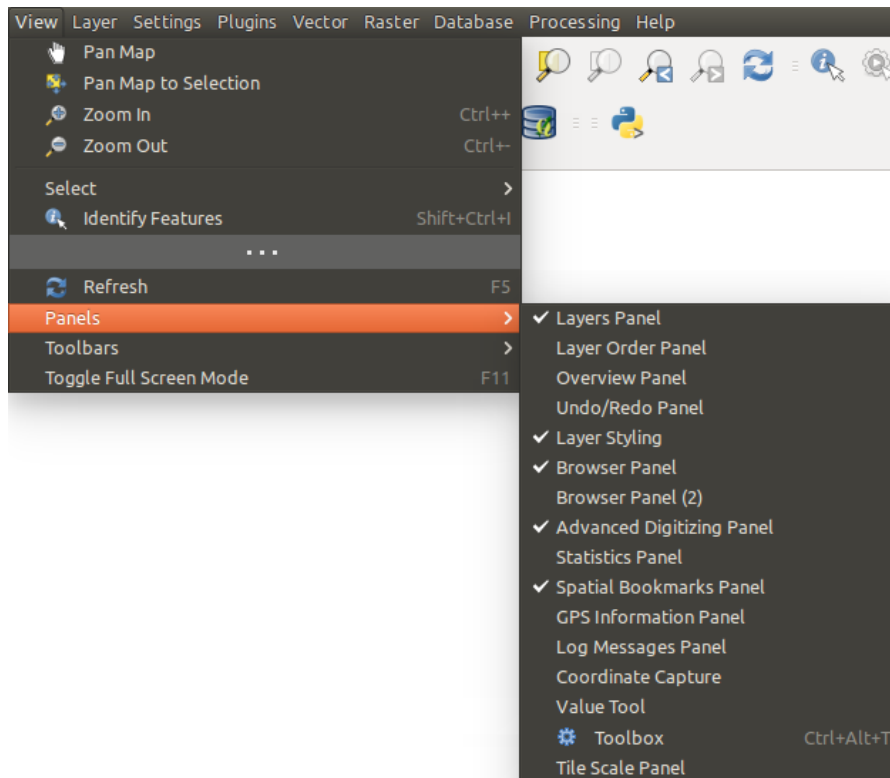 View Layer Settings Plugins Vector Raster Database Processing Help
Pan Map
Pan Map to Selection
Zoom In Ctrl++
Zoom Out Ctrl+-
Select
Identify Features Shift+Ctrl+I
...
Refresh F5
Panels
Toolbars
Toggle Full Screen Mode F11
Layers Panel
Layer Order Panel
Overview Panel
Undo/Redo Panel
Layer Styling
Browser Panel
Browser Panel (2)
Advanced Digitizing Panel
Statistics Panel
Spatial Bookmarks Panel
GPS Information Panel
Log Messages Panel
Coordinate Capture
Value Tool
Toolbox Ctrl+Alt+T
Tile Scale Panel